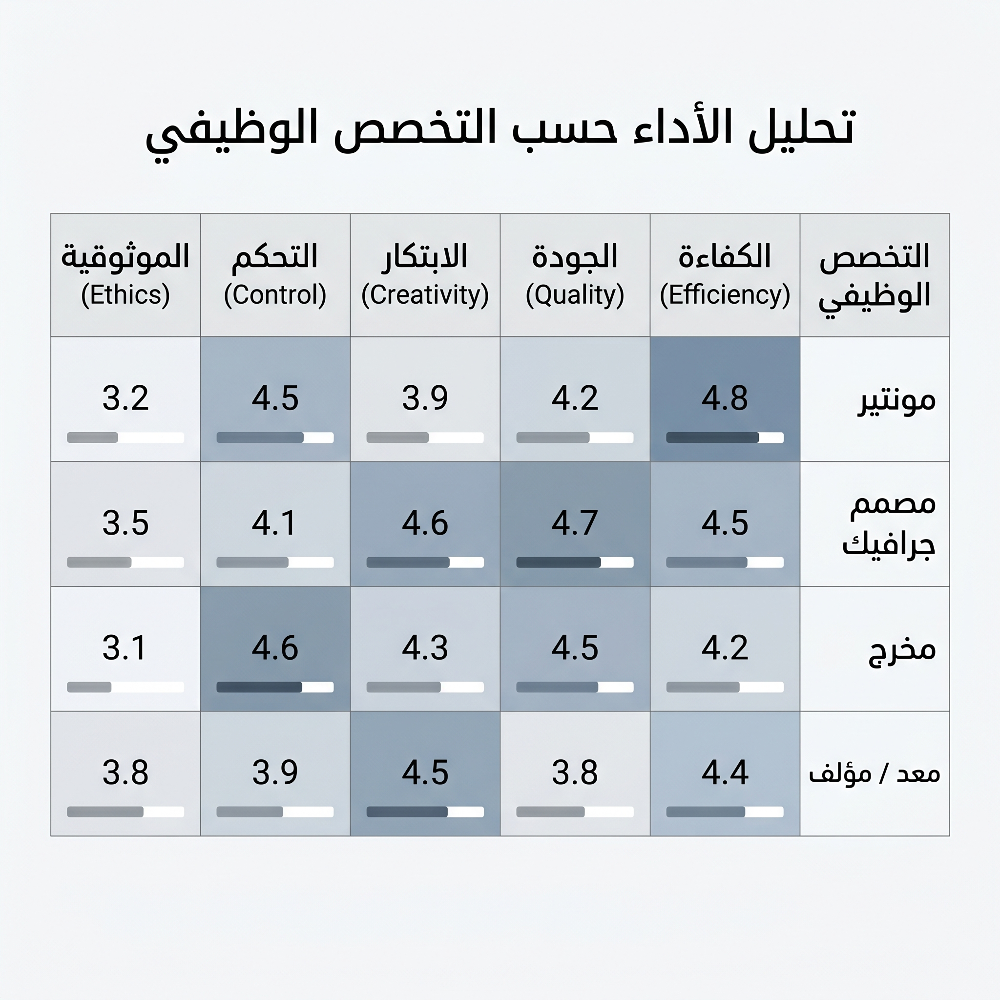 تحليل الأداء حسب التخصص الوظيفي
التخصص الوظيفي
الكفاءة (Efficiency)
الجودة (Quality)
الابتكار (Creativity)
التحكم (Control)
الموثوقية (Ethics)
مونتير
4.8
4.2
3.9
4.5
3.2
مصمم جرافيك
4.5
4.7
4.6
4.1
3.5
مخرج
4.2
4.5
4.3
4.6
3.1
معد / مؤلف
4.4
3.8
4.5
3.9
3.8